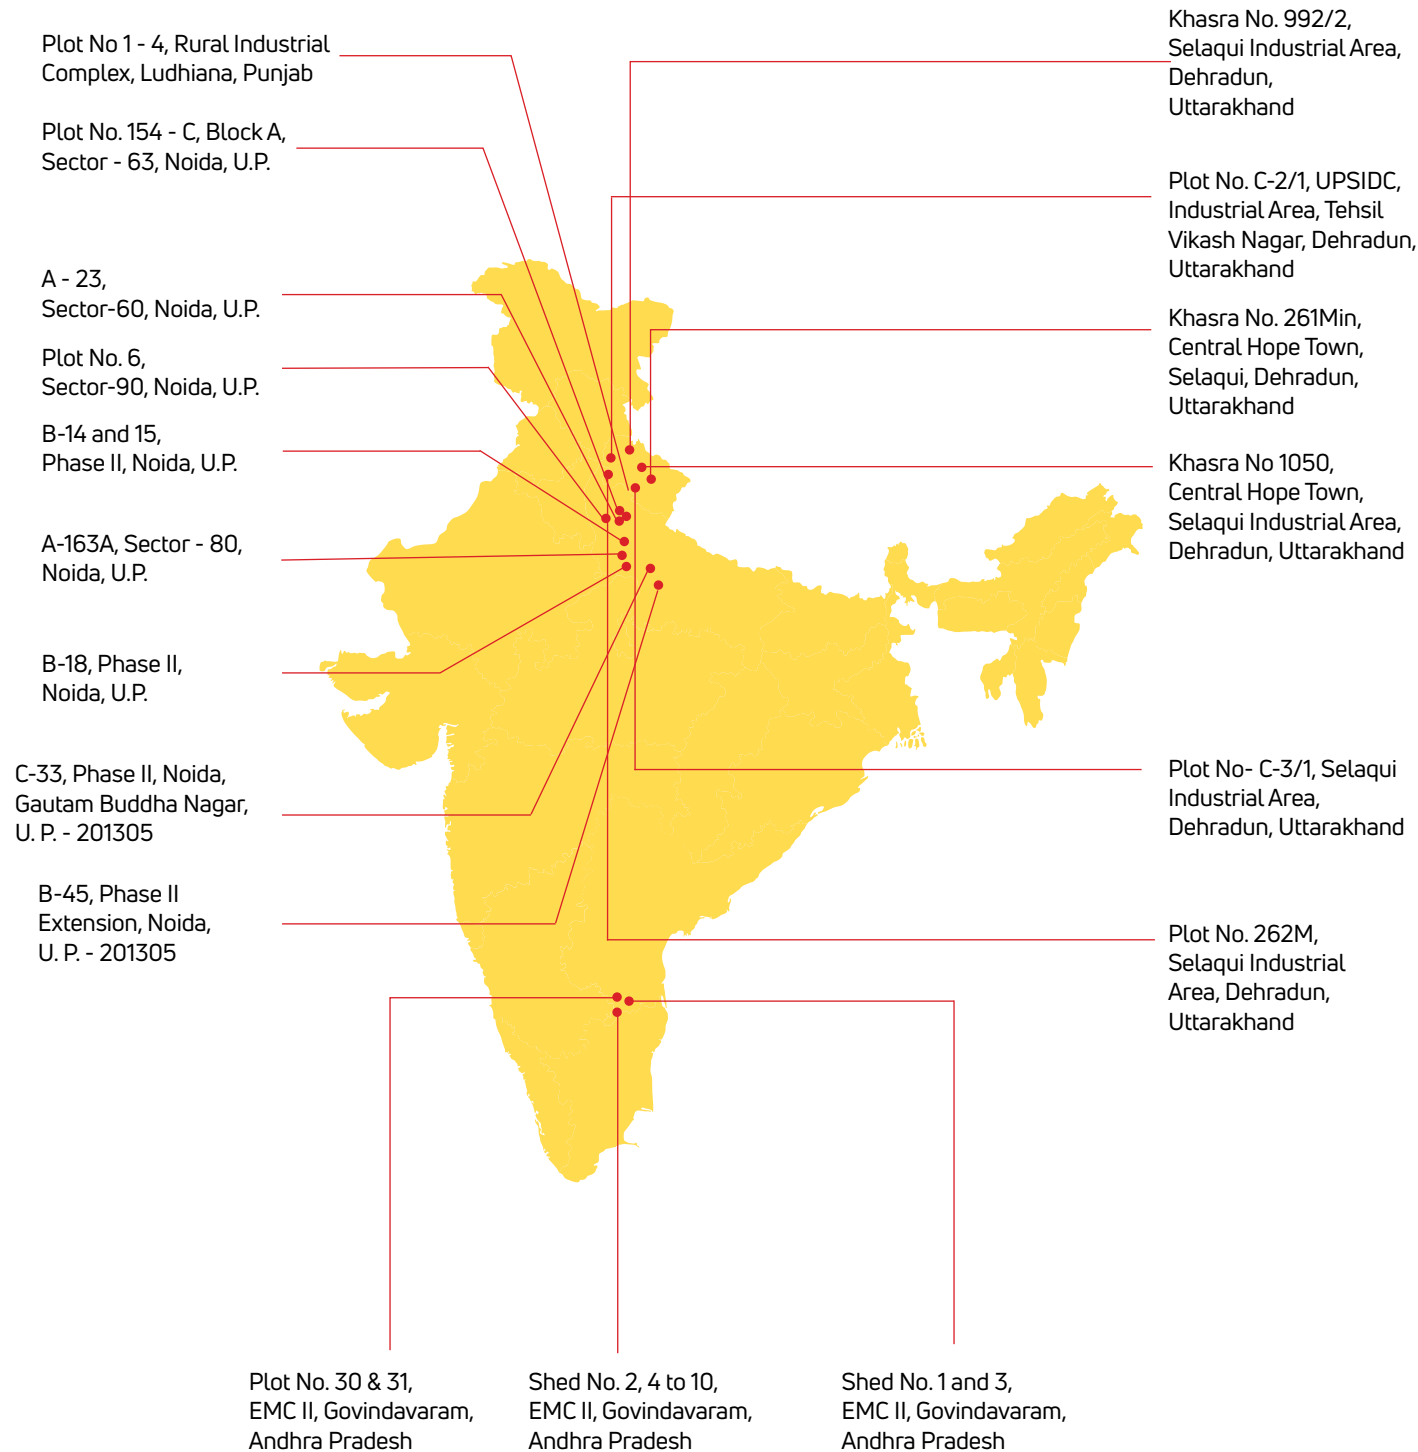 Plot No 1 - 4, Rural Industrial
Complex, Ludhiana, Punjab
Plot No. 154 - C, Block A,
Sector - 63, Noida, U.P.
A - 23,
Sector-60, Noida, U.P.
Plot No. 6,
Sector-90, Noida, U.P.
B-14 and 15,
Phase II, Noida, U.P.
A-163A, Sector - 80,
Noida, U.P.
B-18, Phase II,
Noida, U.P.
C-33, Phase II, Noida,
Gautam Buddha Nagar,
U. P. - 201305
B-45, Phase II
Extension, Noida,
U. P. - 201305
Khasra No. 992/2,
Selaqui Industrial Area,
Dehradun,
Uttarakhand
Plot No. C-2/1, UPSIDC,
Industrial Area, Tehsil
Vikash Nagar, Dehradun,
Uttarakhand
Khasra No. 261Min,
Central Hope Town,
Selaqui, Dehradun,
Uttarakhand
Khasra No 1050,
Central Hope Town,
Selaqui Industrial Area,
Dehradun, Uttarakhand
Plot No- C-3/1, Selaqui
Industrial Area,
Dehradun, Uttarakhand
Plot No. 262M,
Selaqui Industrial
Area, Dehradun,
Uttarakhand
Plot No. 30 & 31,
EMC II, Govindavaram,
Andhra Pradesh
Shed No. 2, 4 to 10,
EMC II, Govindavaram,
Andhra Pradesh
Shed No. 1 and 3,
EMC II, Govindavaram,
Andhra Pradesh